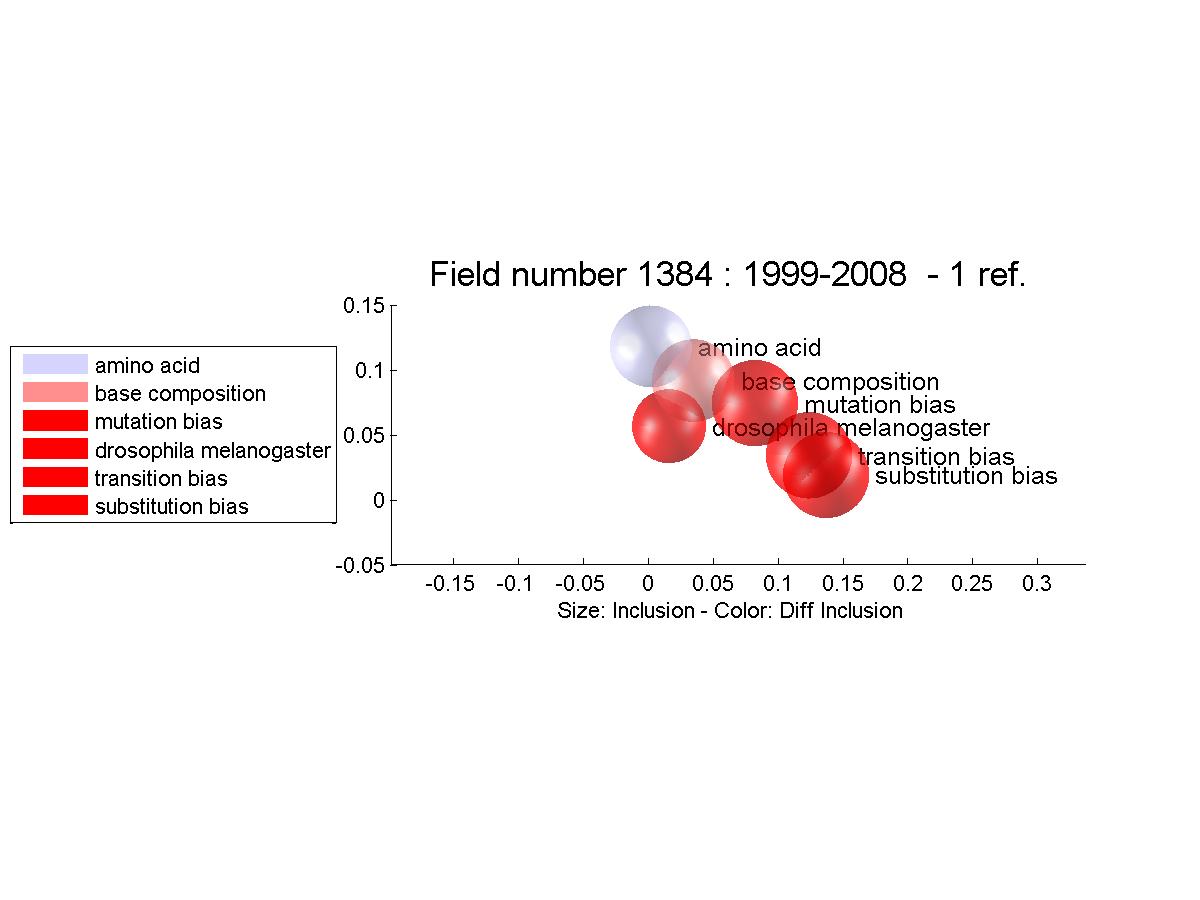 Field number 1384 : 1999-2008  - 1 ref.
0.15
0.1
0.05
0
-0.05
-0.15
-0.1
-0.05
0
0.05
0.1
0.15
0.2
0.25
0.3
Size: Inclusion - Color: Diff Inclusion
amino acid
base composition
mutation bias
drosophila melanogaster
transition bias
substitution bias
amino acid
base composition
mutation bias
drosophila melanogaster
transition bias
substitution bias